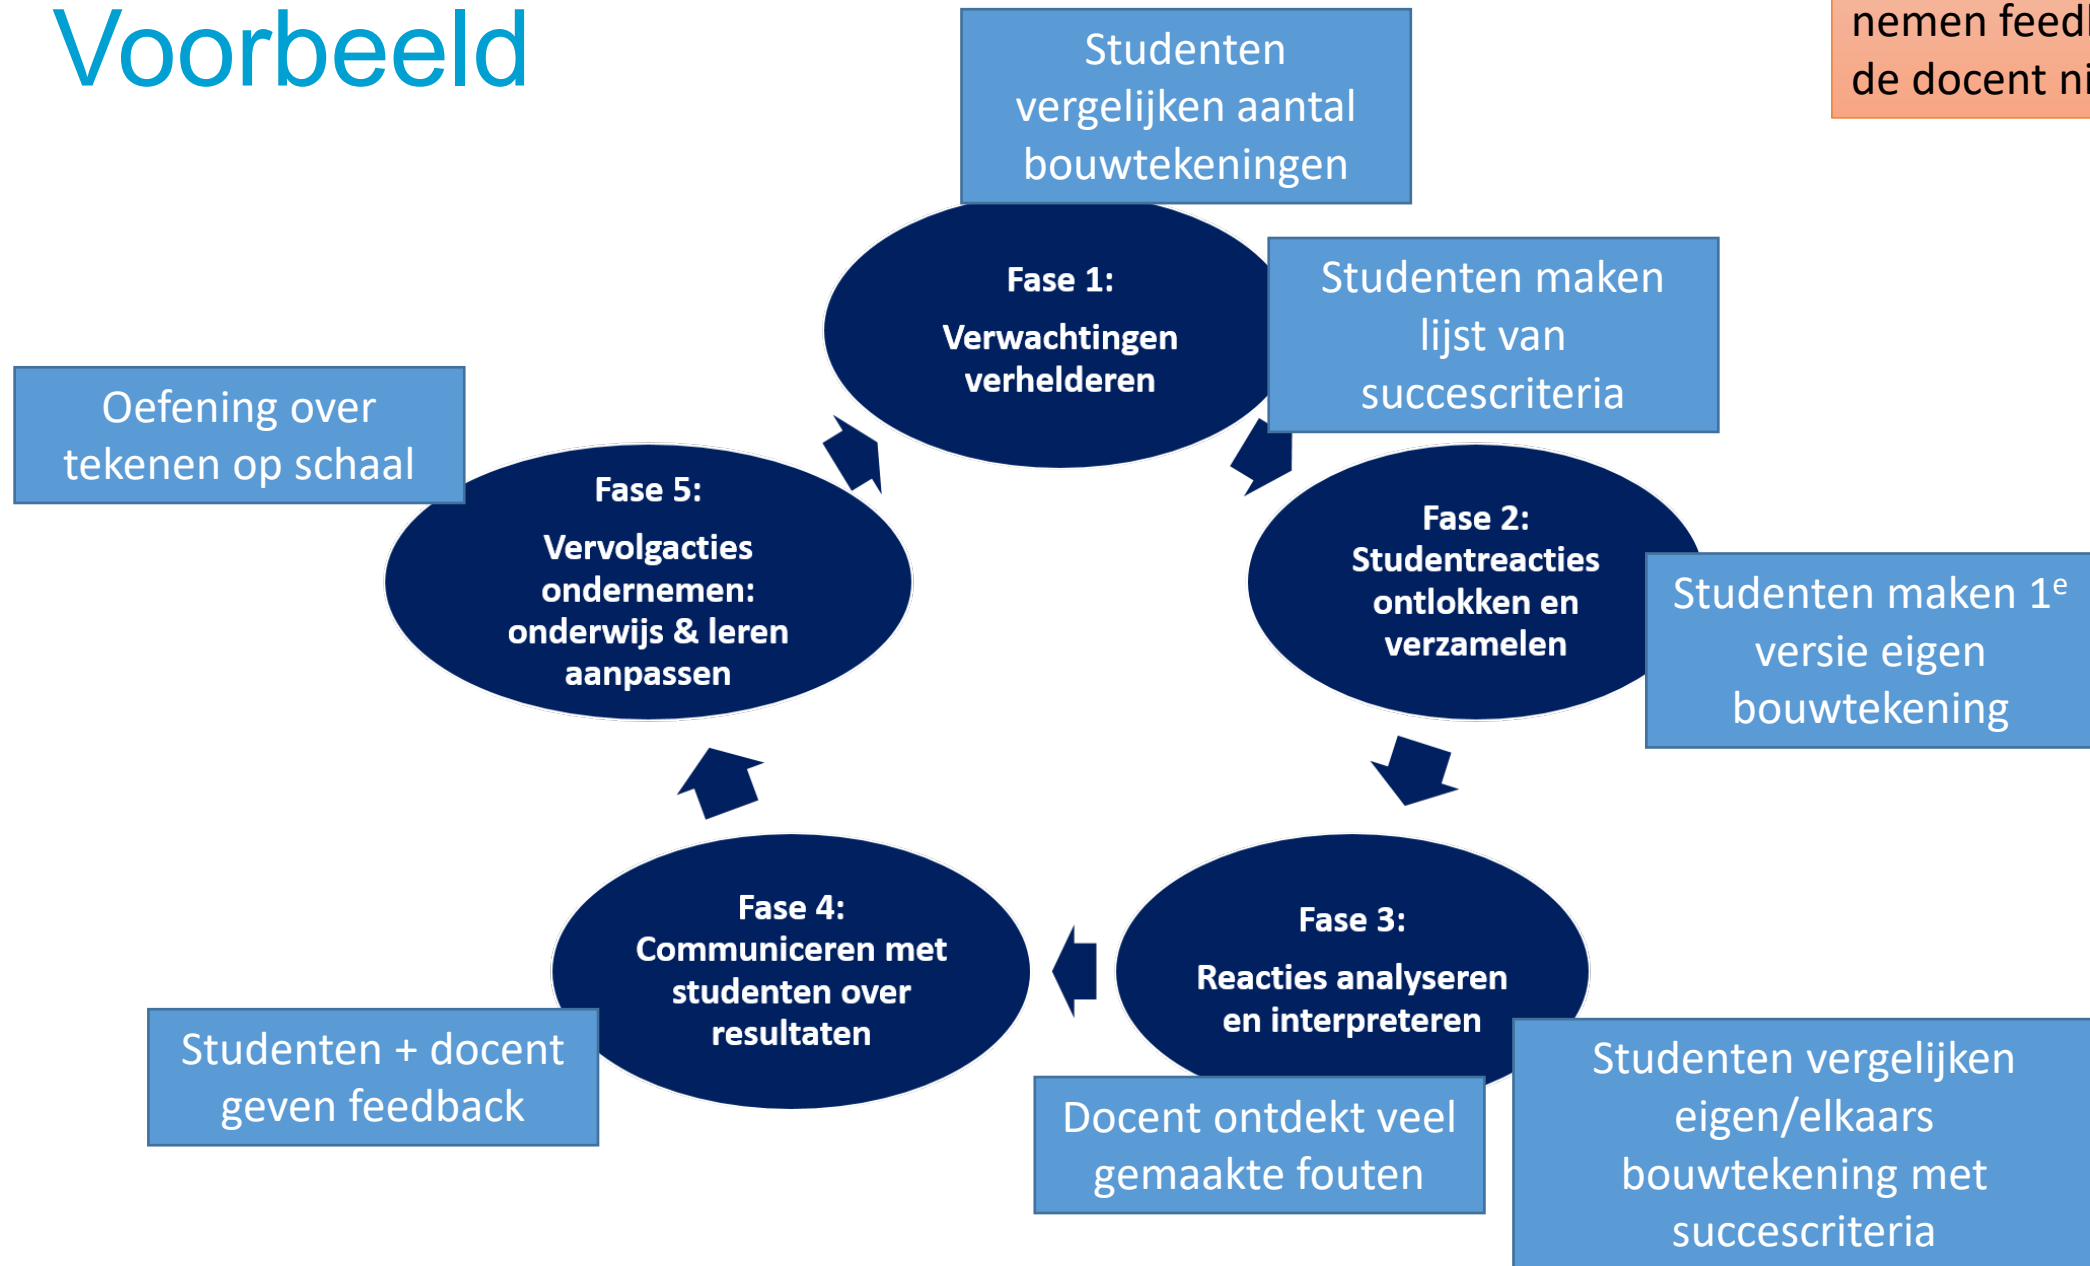 Voorbeeld
nemen
de docent
Studenten
vergelijken aantal
bouwtekeningen
Fase 1:
Verwachtingen
verhelderen
Studenten maken
lijst van
succescriteria
Fase 2:
Studentreacties
ontlokken en
verzamelen
Studenten maken 1e
versie eigen
bouwtekening
Fase 3:
Reacties analyseren
en interpreteren
Studenten vergelijken
eigen/elkaars
bouwtekening met
succescriteria
Docent ontdekt veel
gemaakte fouten
Fase 4:
Communiceren met
studenten over
resultaten
Studenten + docent
geven feedback
Fase 5:
Vervolgacties
ondernemen:
onderwijs & leren
aanpassen
Oefening over
tekenen op schaal